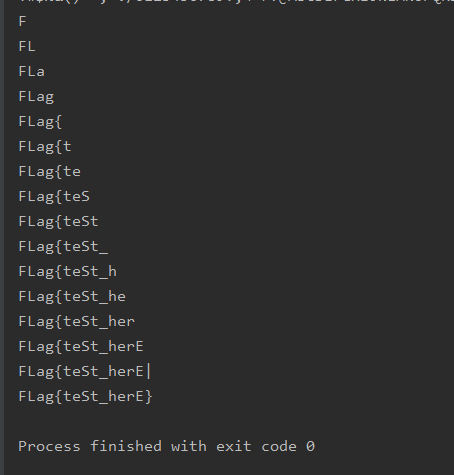 F
FL
FLa
FLag
FLag{
FLag{t
FLag{te
FLag{teS
FLag{teSt
FLag{teSt_
FLag{teSt_h
FLag{teSt_he
FLag{teSt_her
FLag{teSt_herE
FLag{teSt_herE|
FLag{teSt_herE}
Process finished with exit code 0